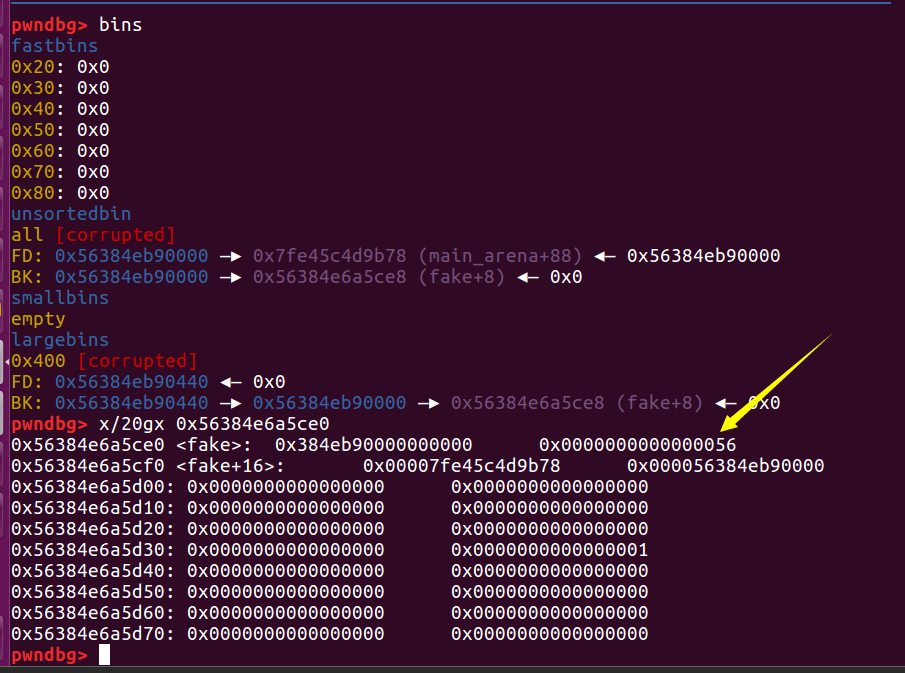 pwndbg> bins
fastbins
0x20: 0x0
0x30: 0x0
0x40: 0x0
0x50: 0x0
0x60: 0x0
0x70: 0x0
0x80: 0x0
unsortedbin
all [corrupted]
FD: 0x56384eb90000 —▸ 0x7fe45c4d9b78 (main_arena+88) ◂— 0x56384eb90000
BK: 0x56384eb90000 —▸ 0x56384e6a5ce8 (fake+8) ◂— 0x0
smallbins
empty
largebins
0x400 [corrupted]
FD: 0x56384eb90440 ◂— 0x0
BK: 0x56384eb90440 —▸ 0x56384eb90000 —▸ 0x56384e6a5ce8 (fake+8) ◂— 0x0
pwndbg> x/20gx 0x56384e6a5ce0
0x56384e6a5ce0 <fake>: 0x384eb90000000000 0x0000000000000056
0x56384e6a5cf0 <fake+16>: 0x00007fe45c4d9b78 0x000056384eb90000
0x56384e6a5d00: 0x0000000000000000 0x0000000000000000
0x56384e6a5d10: 0x0000000000000000 0x0000000000000000
0x56384e6a5d20: 0x0000000000000000 0x0000000000000000
0x56384e6a5d30: 0x0000000000000000 0x0000000000000001
0x56384e6a5d40: 0x0000000000000000 0x0000000000000000
0x56384e6a5d50: 0x0000000000000000 0x0000000000000000
0x56384e6a5d60: 0x0000000000000000 0x0000000000000000
0x56384e6a5d70: 0x0000000000000000 0x0000000000000000
pwndbg>